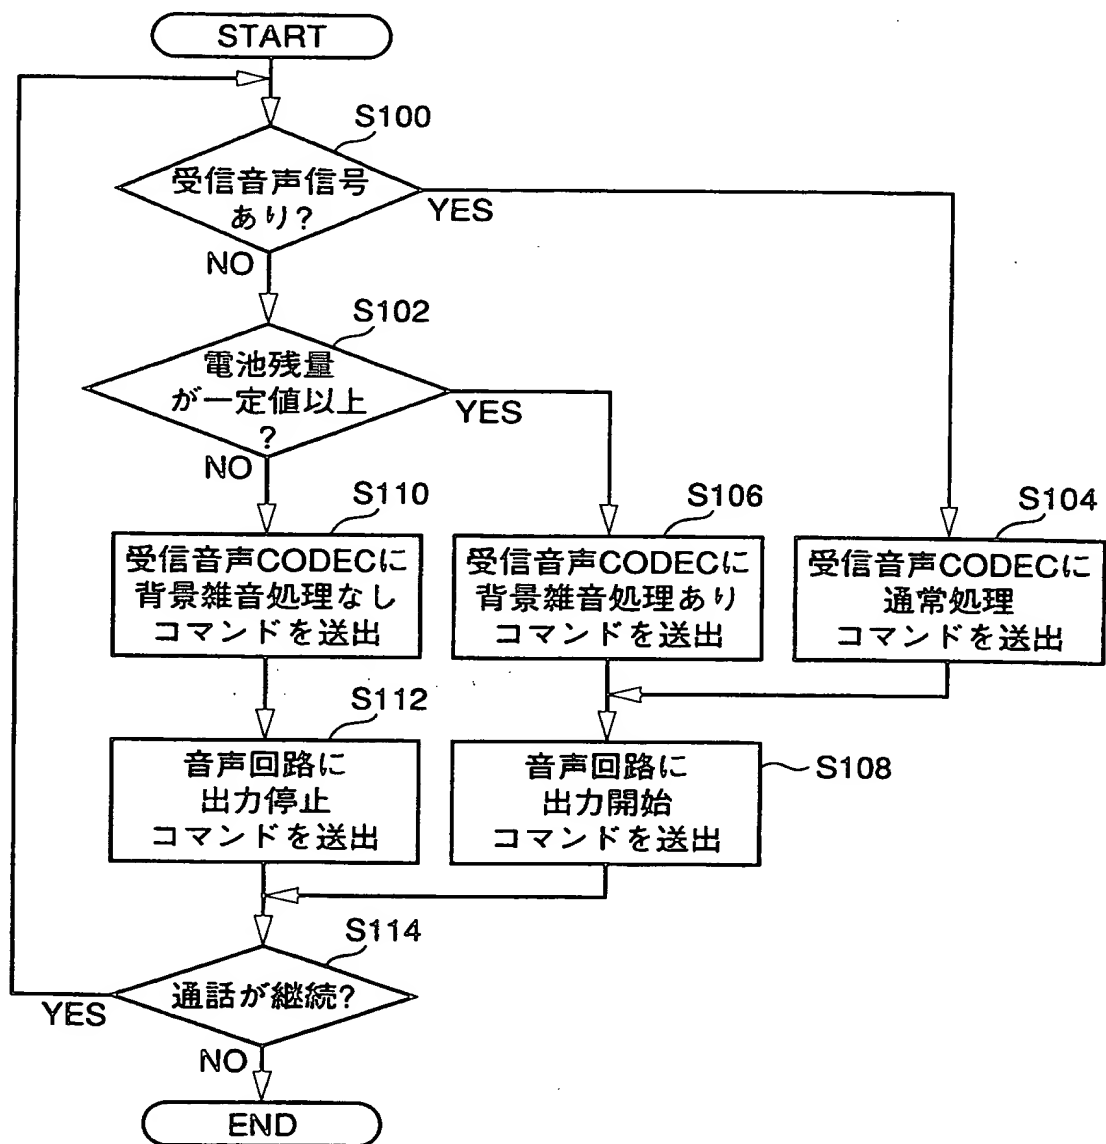 START
S100
受信音声信号
あり?
YES
NO
S102
電池残量
が一定値以上
?
YES
NO
S110
受信音声CODECに
背景雑音処理なし
コマンドを送出
S106
受信音声CODECに
背景雑音処理あり
コマンドを送出
S104
受信音声CODECに
通常処理
コマンドを送出
S112
音声回路に
出力停止
コマンドを送出
音声回路に
出力開始
コマンドを送出
S108
S114
通話が継続?
YES
NO
END